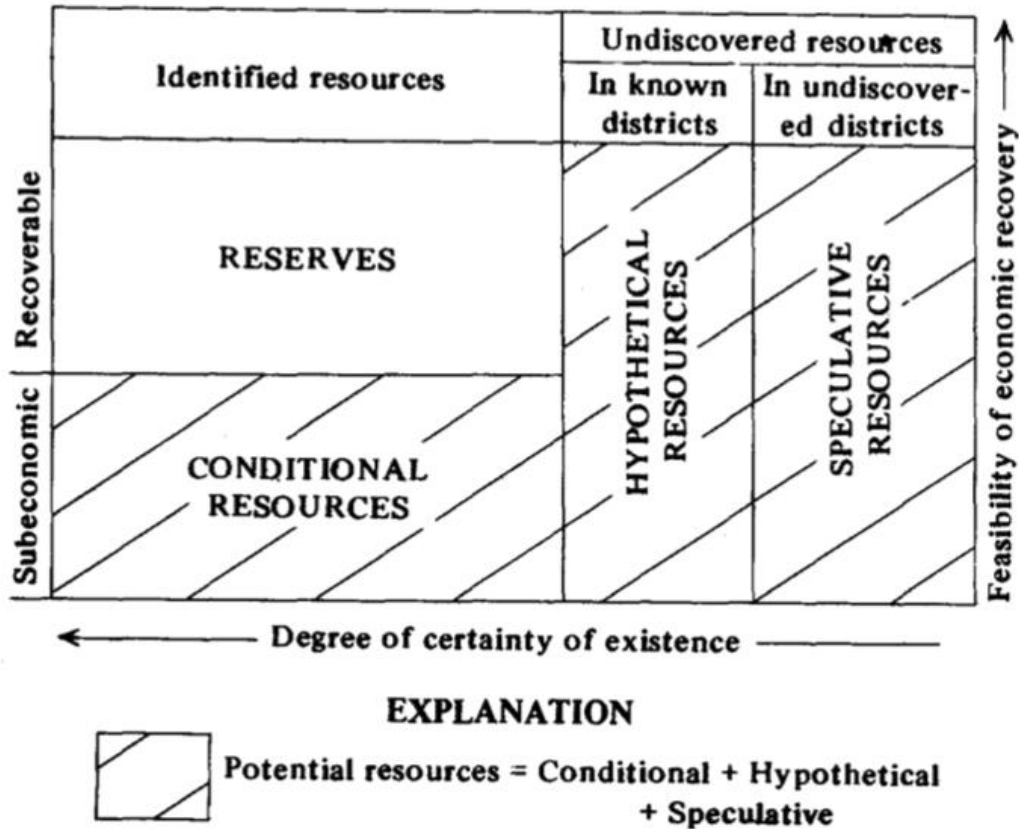 Identified resources
Undiscovered resources
In known
districts
In undiscover-
ed districts
Recoverable
RESERVES
HYPOTHETICAL
RESOURCES
SPECULATIVE
RESOURCES
Subeconomic
CONDITIONAL
RESOURCES
Feasibility of economic recovery
Degree of certainty of existence
EXPLANATION
Potential resources = Conditional + Hypothetical
+ Speculative